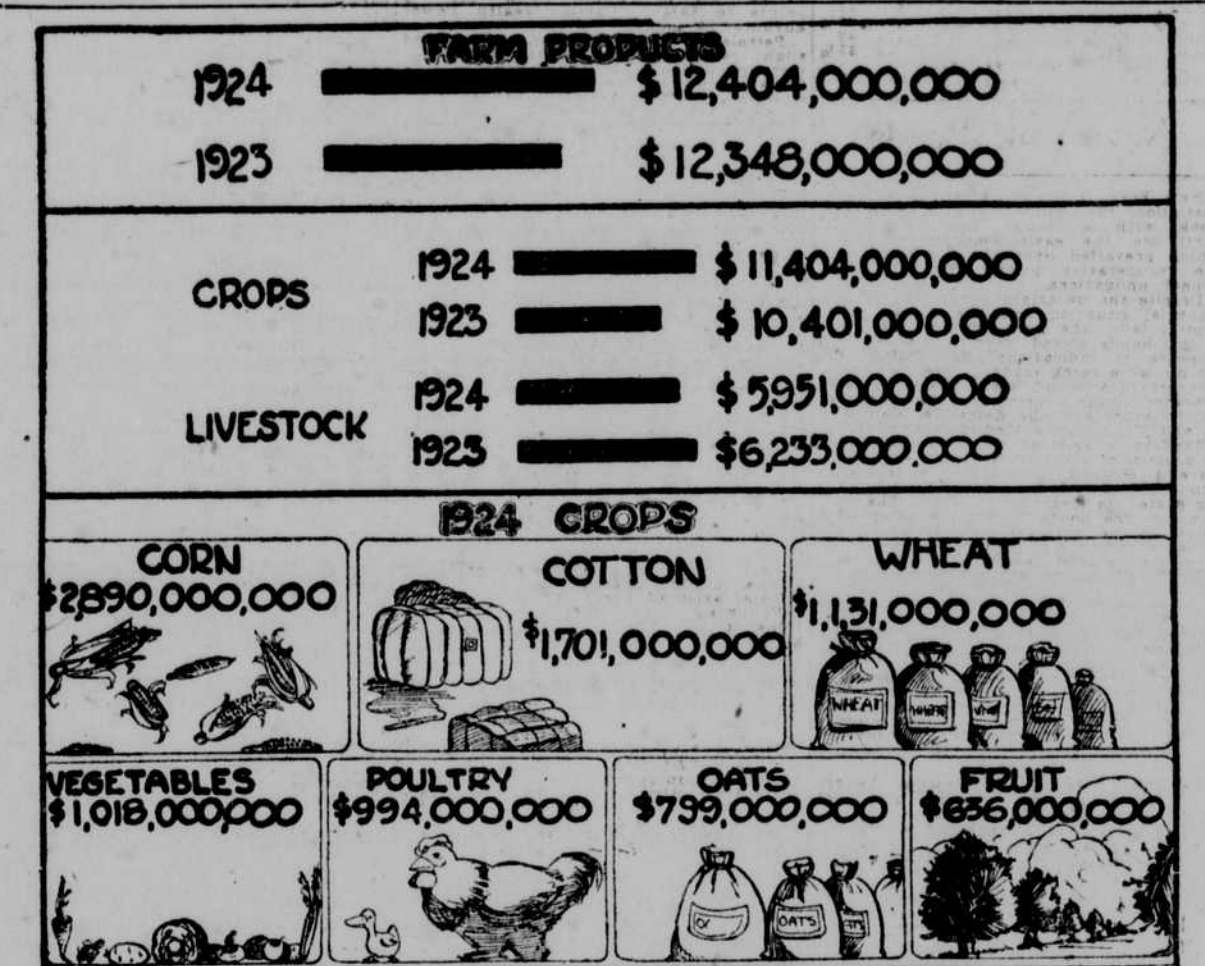 FARM PRODUCTS
1924 $12,404,000,000
1923 $12,348,000,000
CROPS
1924 $11,404,000,000
1923 $10,401,000,000
LIVESTOCK
1924 $5,951,000,000
1923 $6,233,000.000
1924 CROPS
CORN
$2,890,000,000
COTTON
$1,701,000,000
WHEAT
$1,131,000,000
WHEAT
WHEAT
VEGETABLES
$1,018,000,000
POULTRY
$994,000,000
OATS
$799,000,000
OATS
FRUIT
$636,000,000